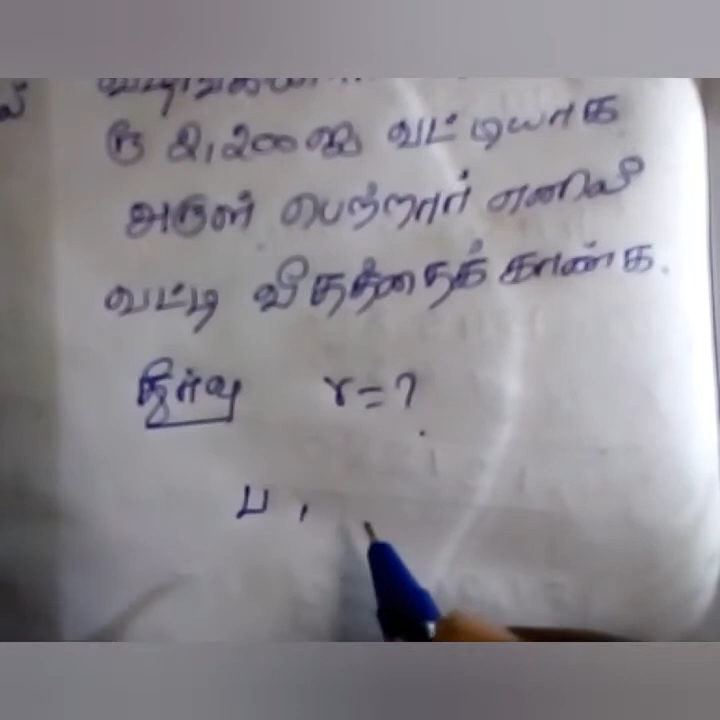 ரூ 2,200ஐ வட்டியாக
அருள் பெற்றார் எனில்
வட்டி வீதத்தைக் காண்க.
தீர்வு r = ?